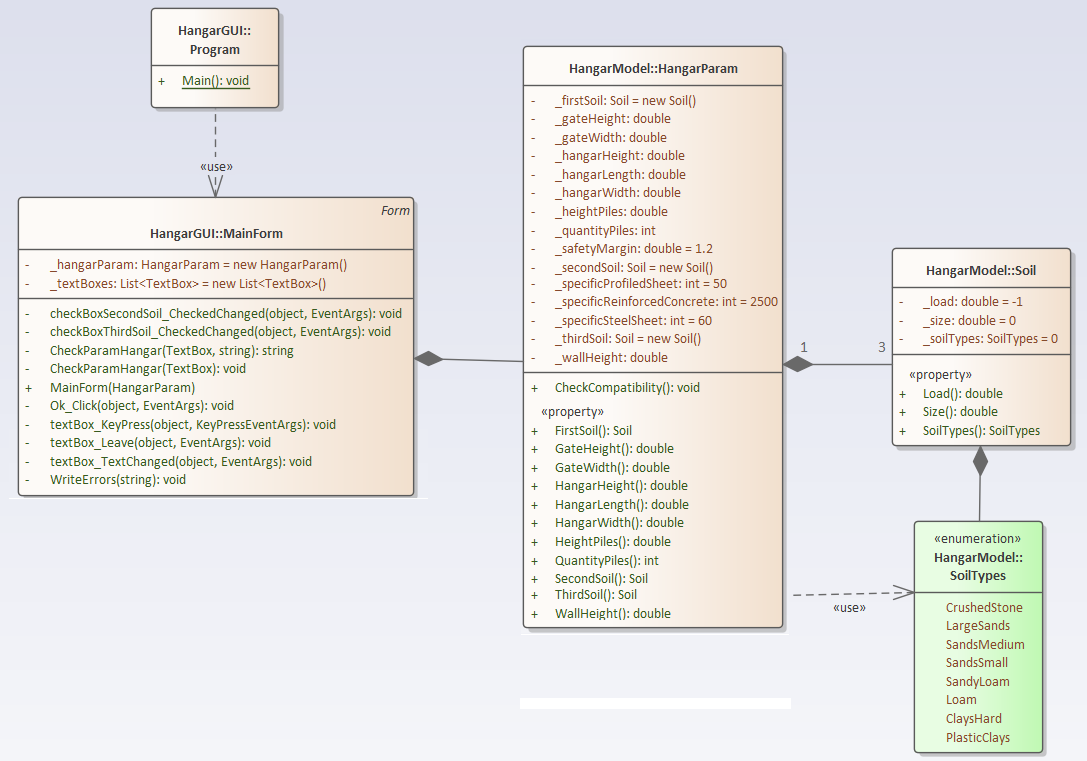 HangarGUI::
Program
+ Main(): void
«use»
Form
HangarGUI::MainForm
- _hangarParam: HangarParam = new HangarParam()
- _textBoxes: List<TextBox> = new List<TextBox>()
- checkBoxSecondSoil_CheckedChanged(object, EventArgs): void
- checkBoxThirdSoil_CheckedChanged(object, EventArgs): void
- CheckParamHangar(TextBox, string): string
- CheckParamHangar(TextBox): void
+ MainForm(HangarParam)
- Ok_Click(object, EventArgs): void
- textBox_KeyPress(object, KeyPressEventArgs): void
- textBox_Leave(object, EventArgs): void
- textBox_TextChanged(object, EventArgs): void
- WriteErrors(string): void
HangarModel::HangarParam
- _firstSoil: Soil = new Soil()
- _gateHeight: double
- _gateWidth: double
- _hangarHeight: double
- _hangarLength: double
- _hangarWidth: double
- _heightPiles: double
- _quantityPiles: int
- _safetyMargin: double = 1.2
- _secondSoil: Soil = new Soil()
- _specificProfiledSheet: int = 50
- _specificReinforcedConcrete: int = 2500
- _specificSteelSheet: int = 60
- _thirdSoil: Soil = new Soil()
- _wallHeight: double
+ CheckCompatibility(): void
«property»
+ FirstSoil(): Soil
+ GateHeight(): double
+ GateWidth(): double
+ HangarHeight(): double
+ HangarLength(): double
+ HangarWidth(): double
+ HeightPiles(): double
+ QuantityPiles(): int
+ SecondSoil(): Soil
+ ThirdSoil(): Soil
+ WallHeight(): double
1
3
HangarModel::Soil
- _load: double = -1
- _size: double = 0
- _soilTypes: SoilTypes = 0
«property»
+ Load(): double
+ Size(): double
+ SoilTypes(): SoilTypes
«use»
«enumeration»
HangarModel::
SoilTypes
CrushedStone
LargeSands
SandsMedium
SandsSmall
SandyLoam
Loam
ClaysHard
PlasticClays